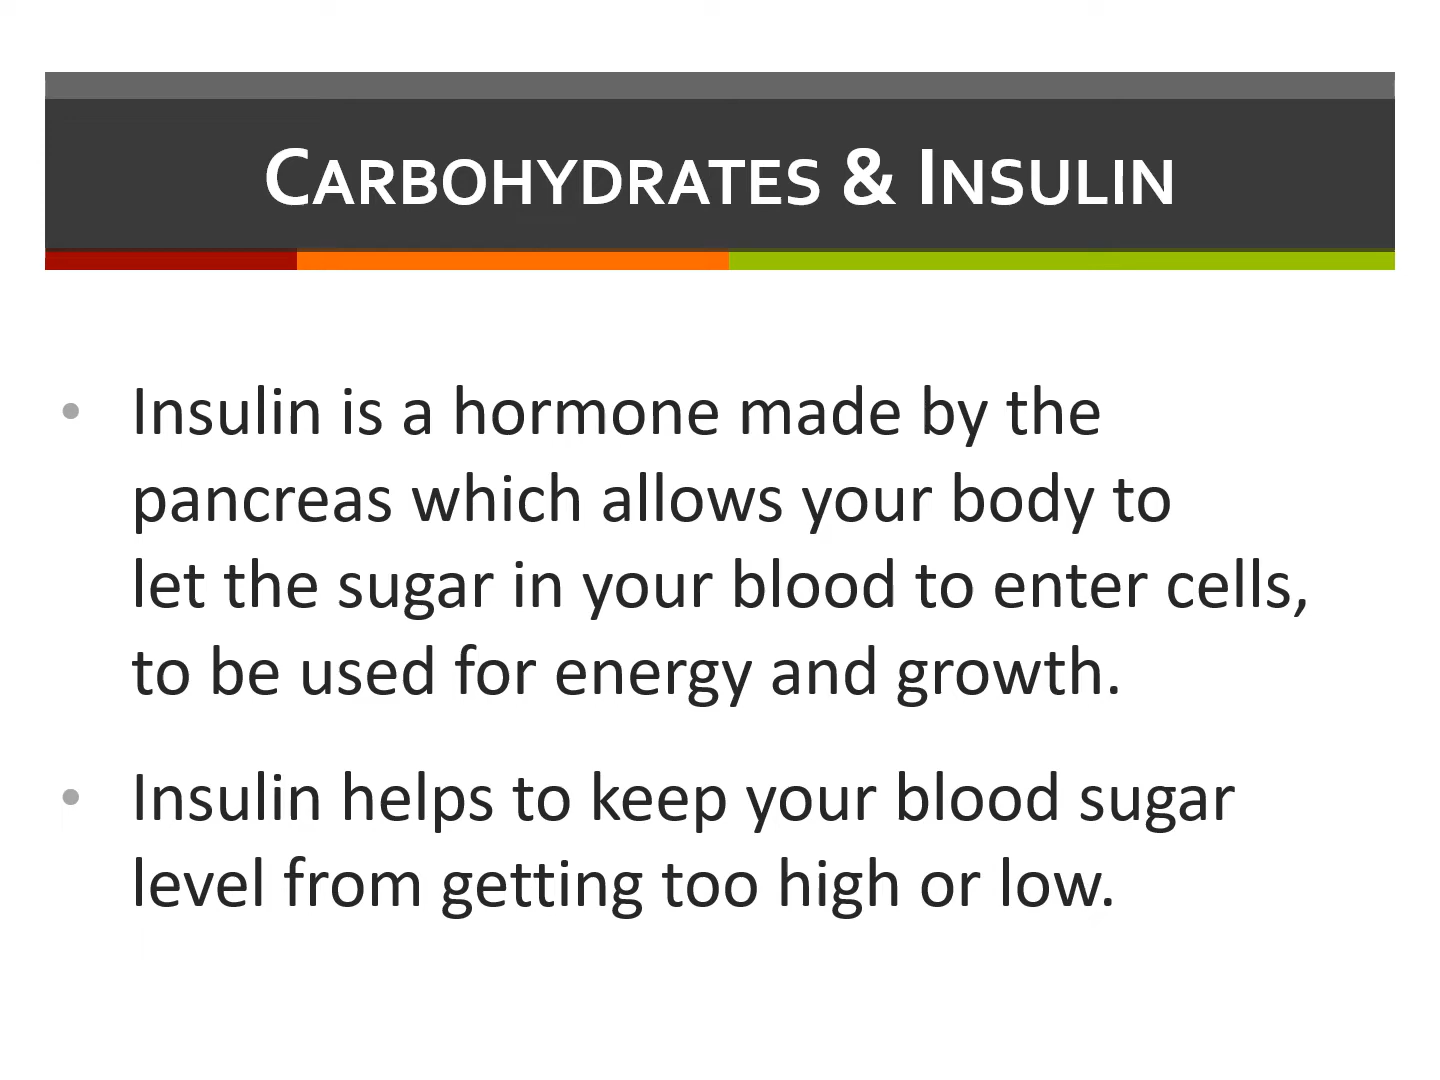 CARBOHYDRATES & INSULIN
• Insulin is a hormone made by the
pancreas which allows your body to
let the sugar in your blood to enter cells,
to be used for energy and growth.
• Insulin helps to keep your blood sugar
level from getting too high or low.